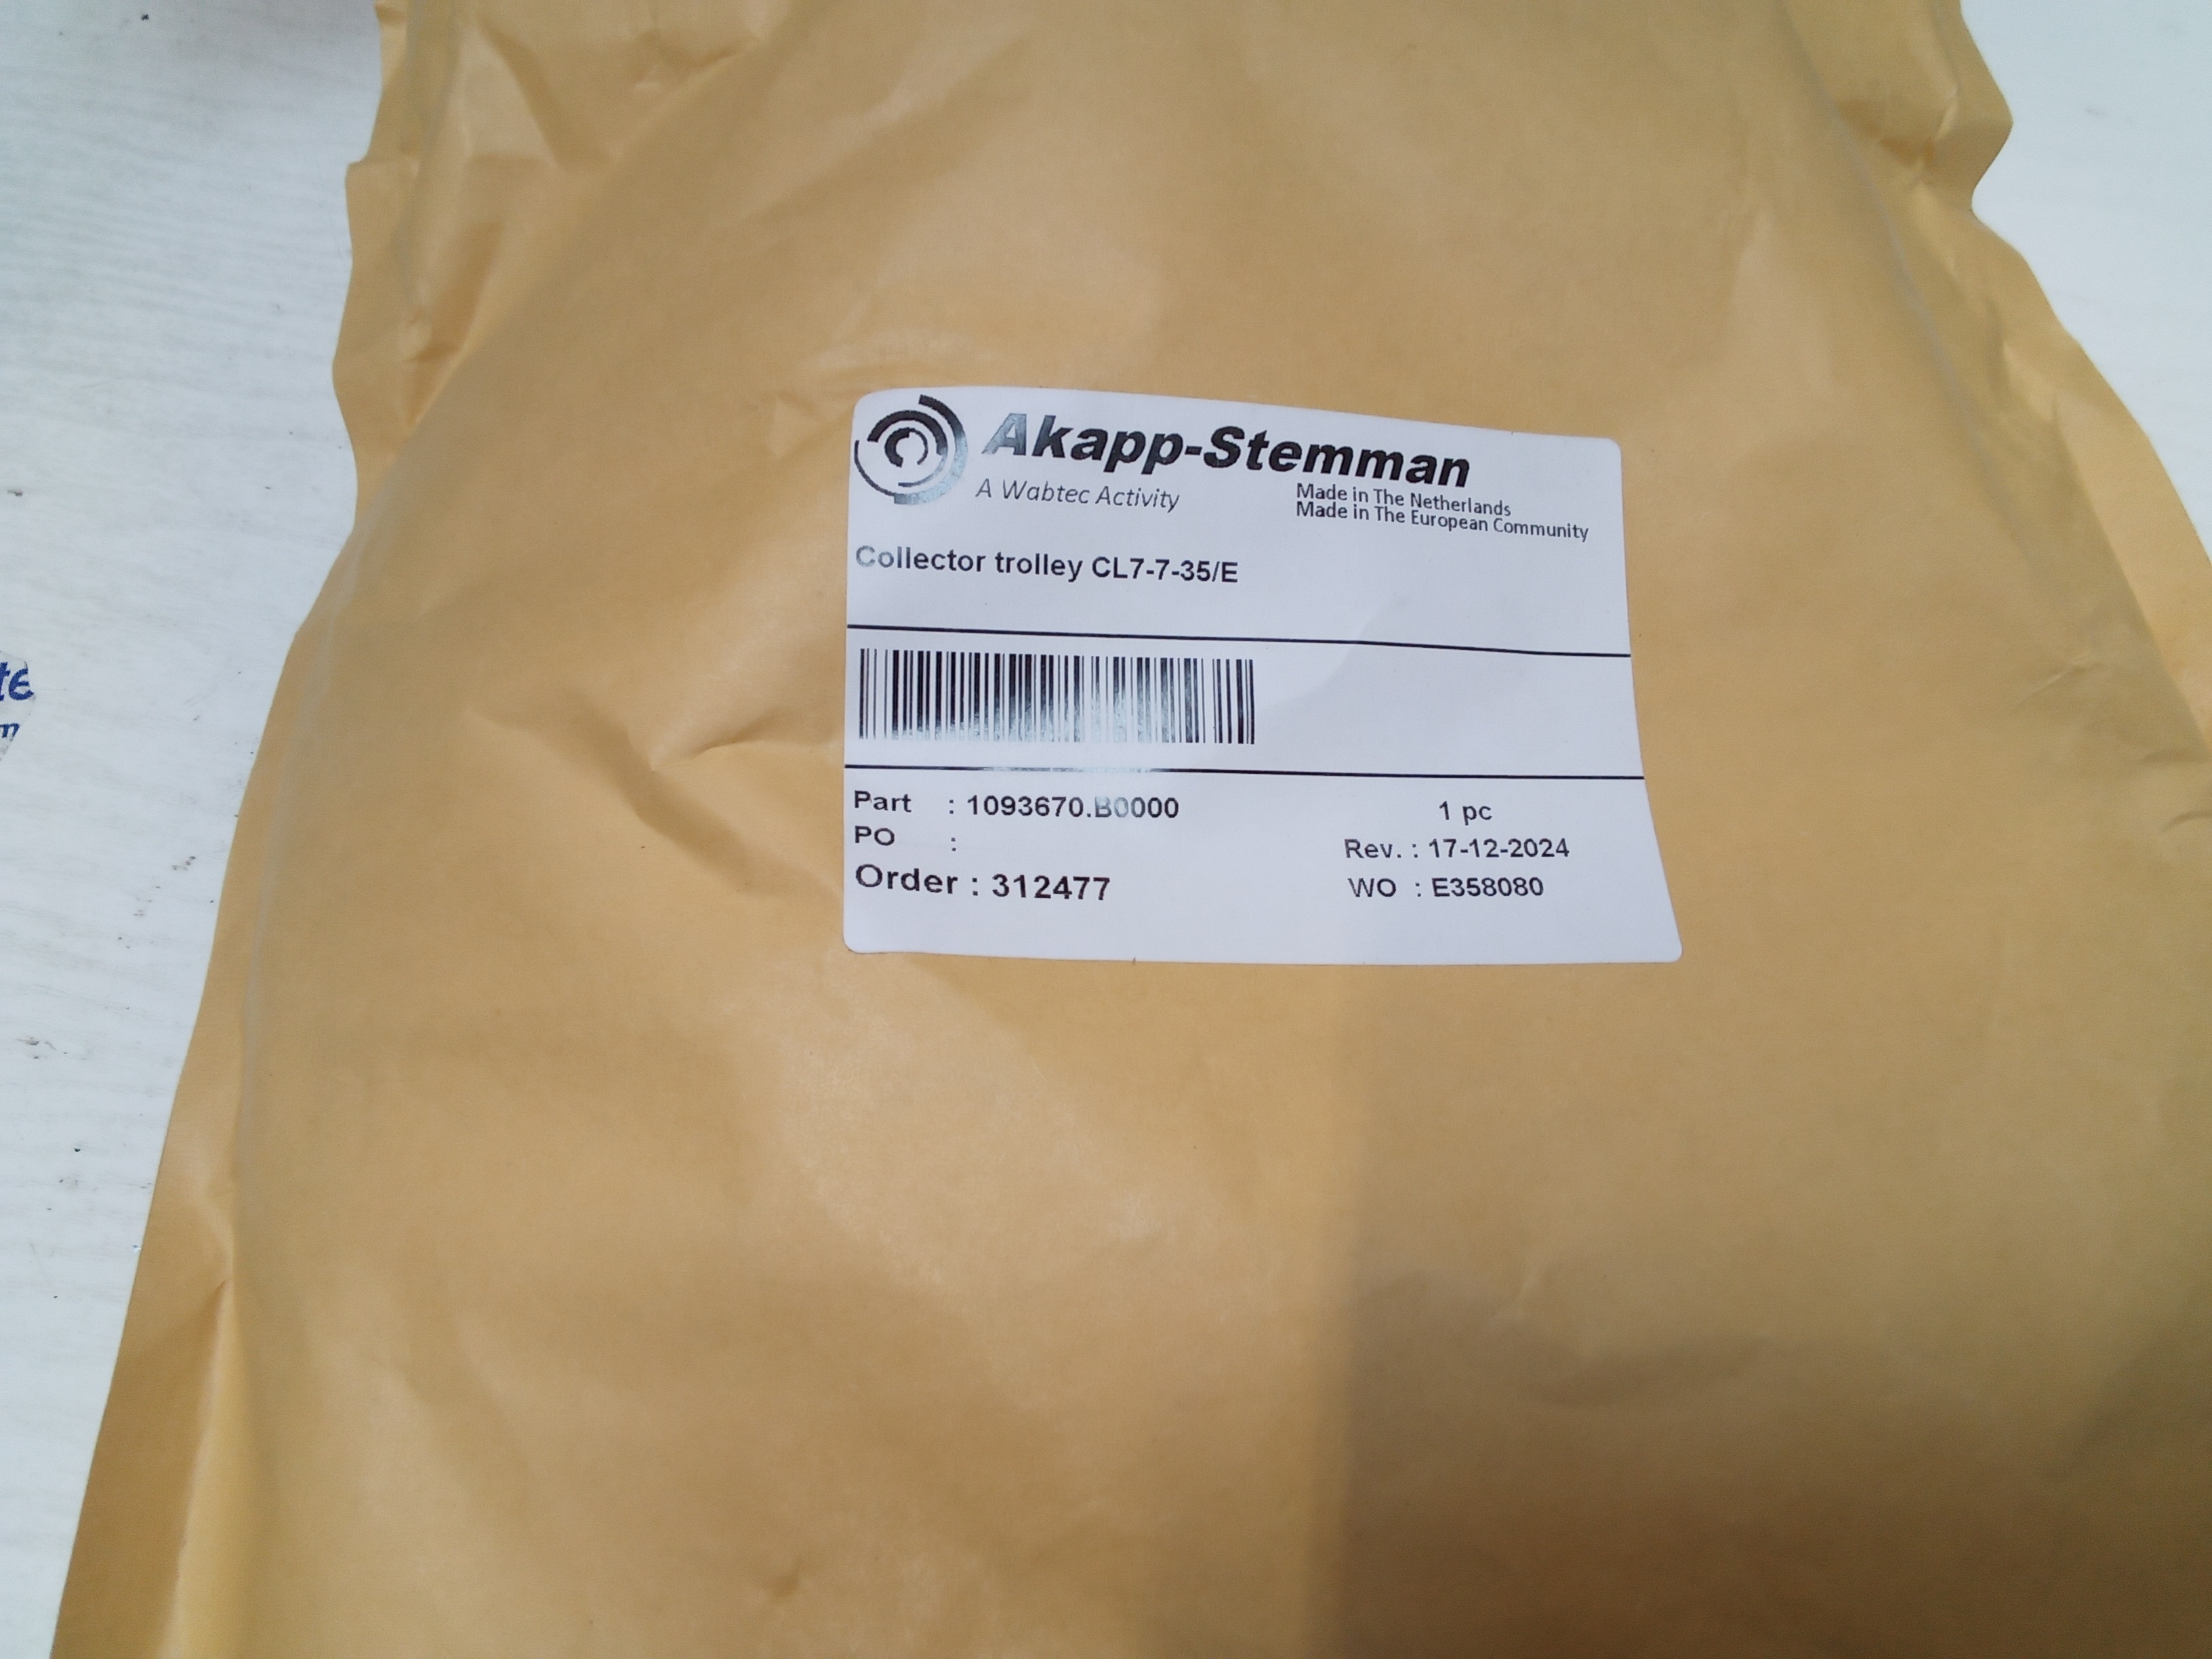 Akapp-Stemman
A Wabtec Activity
Made in The Netherlands
Made in The European Community
Collector trolley CL7-7-35/E
Part : 1093670.B0000
1 pc
PO :
Rev. : 17-12-2024
Order : 312477
WO : E358080
te
m